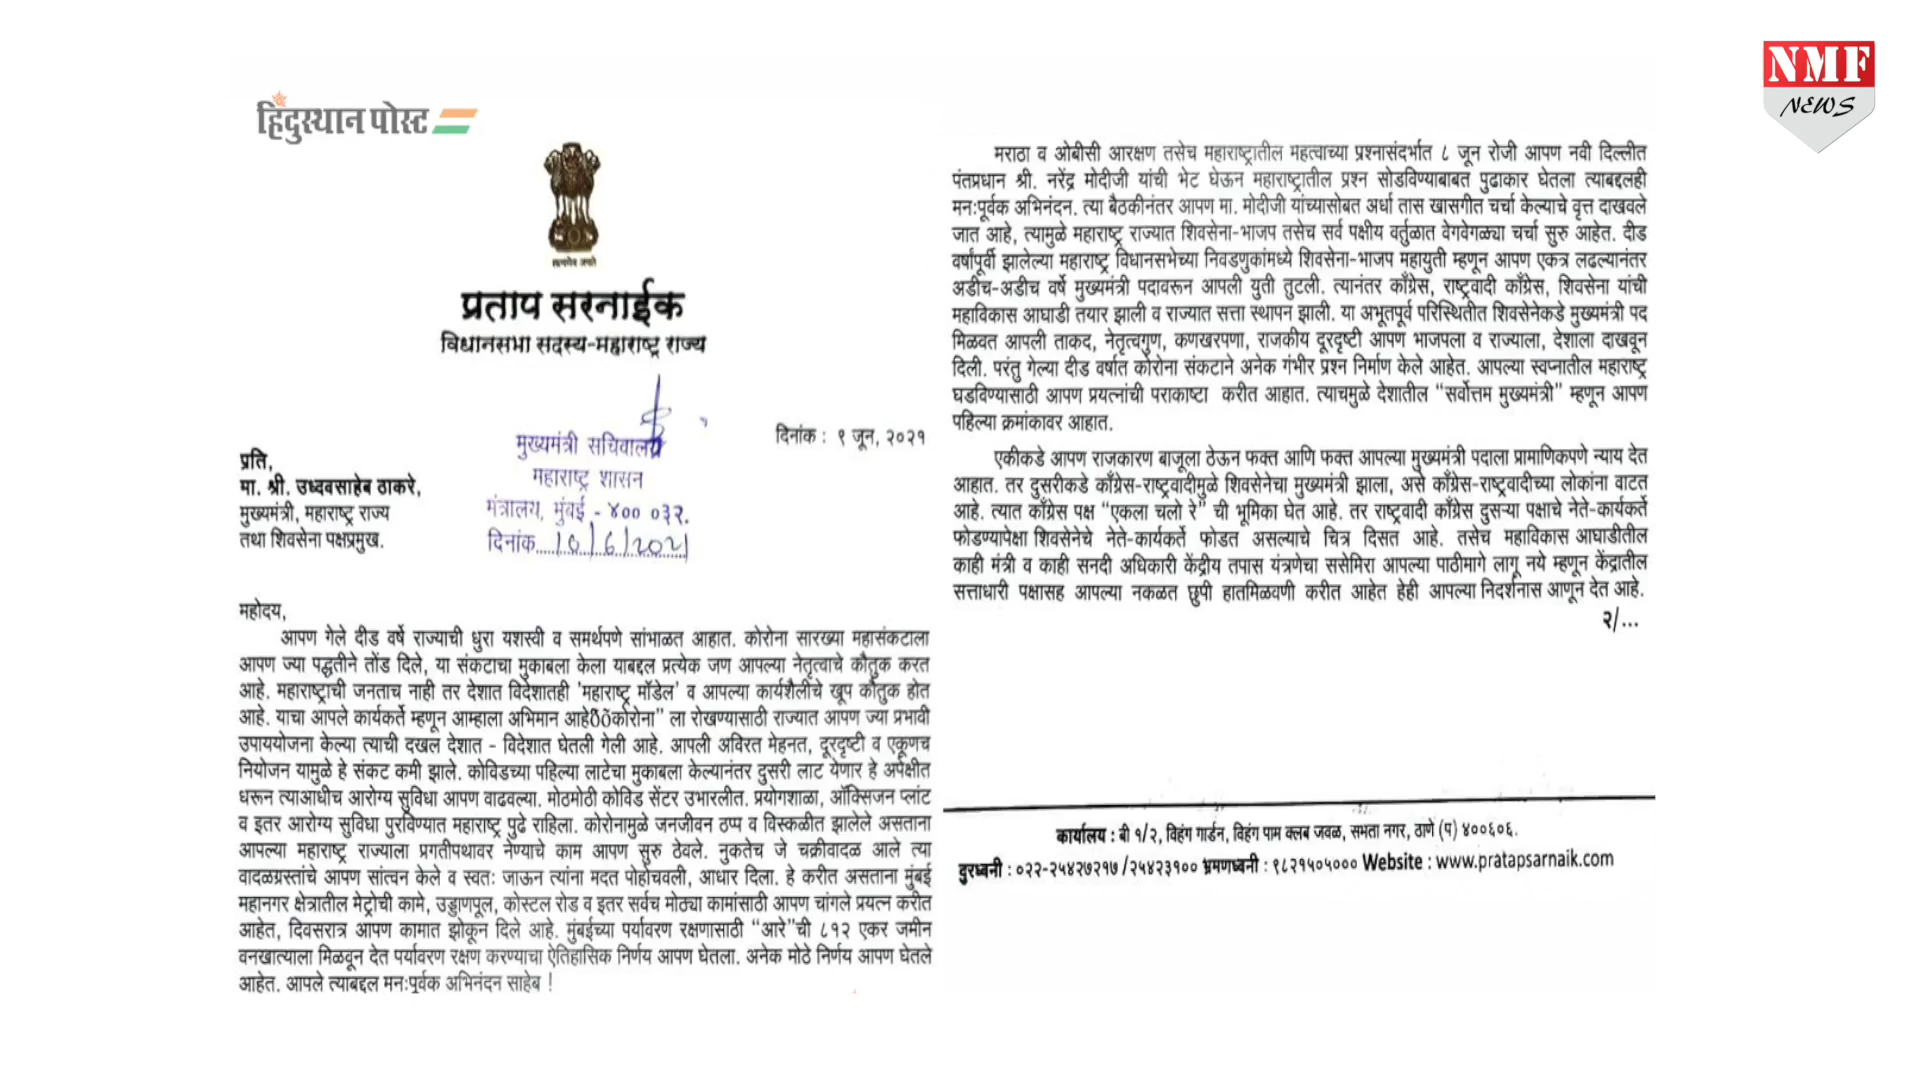 NMF
NEWS
हिंदुस्थान पोस्ट
सत्यमेव जयते
प्रताप सरनाईक
विधानसभा सदस्य-महाराष्ट्र राज्य
दिनांक : ९ जून, २०२१
मुख्यमंत्री सचिवालय
महाराष्ट्र शासन
मंत्रालय, मुंबई - ४०० ०३२.
दिनांक 10/6/2021
प्रति,
मा. श्री. उध्दवसाहेब ठाकरे,
मुख्यमंत्री, महाराष्ट्र राज्य
तथा शिवसेना पक्षप्रमुख.
महोदय,
आपण गेले दीड वर्षे राज्याची धुरा यशस्वी व समर्थपणे सांभाळत आहात. कोरोना सारख्या महासंकटाला
आपण ज्या पद्धतीने तोंड दिले, या संकटाचा मुकाबला केला याबद्दल प्रत्येक जण आपल्या नेतृत्वाचे कौतुक करत
आहे. महाराष्ट्राची जनताच नाही तर देशात विदेशातही 'महाराष्ट्र मॉडेल' व आपल्या कार्यशैलीचे खूप कौतुक होत
आहे. याचा आपले कार्यकर्ते म्हणून आम्हाला अभिमान आहेððकोरोना" ला रोखण्यासाठी राज्यात आपण ज्या प्रभावी
उपाययोजना केल्या त्याची दखल देशात - विदेशात घेतली गेली आहे. आपली अविरत मेहनत, दूरदृष्टी व एकूणच
नियोजन यामुळे हे संकट कमी झाले. कोविडच्या पहिल्या लाटेचा मुकाबला केल्यानंतर दुसरी लाट येणार हे अपेक्षीत
धरून त्याआधीच आरोग्य सुविधा आपण वाढवल्या. मोठमोठी कोविड सेंटर उभारलीत. प्रयोगशाळा, ऑक्सिजन प्लांट
व इतर आरोग्य सुविधा पुरविण्यात महाराष्ट्र पुढे राहिला. कोरोनामुळे जनजीवन ठप्प व विस्कळीत झालेले असताना
आपल्या महाराष्ट्र राज्याला प्रगतीपथावर नेण्याचे काम आपण सुरु ठेवले. नुकतेच जे चक्रीवादळ आले त्या
वादळग्रस्तांचे आपण सांत्वन केले व स्वतः जाऊन त्यांना मदत पोहोचवली, आधार दिला. हे करीत असताना मुंबई
महानगर क्षेत्रातील मेट्रोची कामे, उड्डाणपूल, कोस्टल रोड व इतर सर्वच मोठ्या कामांसाठी आपण चांगले प्रयत्न करीत
आहेत, दिवसरात्र आपण कामात झोकून दिले आहे. मुंबईच्या पर्यावरण रक्षणासाठी "आरे"ची ८१२ एकर जमीन
वनखात्याला मिळवून देत पर्यावरण रक्षण करण्याचा ऐतिहासिक निर्णय आपण घेतला. अनेक मोठे निर्णय आपण घेतले
आहेत. आपले त्याबद्दल मनःपूर्वक अभिनंदन साहेब !
मराठा व ओबीसी आरक्षण तसेच महाराष्ट्रातील महत्वाच्या प्रश्नासंदर्भात ८ जून रोजी आपण नवी दिल्लीत
पंतप्रधान श्री. नरेंद्र मोदीजी यांची भेट घेऊन महाराष्ट्रातील प्रश्न सोडविण्याबाबत पुढाकार घेतला त्याबद्दलही
मनःपूर्वक अभिनंदन. त्या बैठकीनंतर आपण मा. मोदीजी यांच्यासोबत अर्धा तास खासगीत चर्चा केल्याचे वृत्त दाखवले
जात आहे, त्यामुळे महाराष्ट्र राज्यात शिवसेना-भाजप तसेच सर्व पक्षीय वर्तुळात वेगवेगळ्या चर्चा सुरु आहेत. दीड
वर्षांपूर्वी झालेल्या महाराष्ट्र विधानसभेच्या निवडणुकांमध्ये शिवसेना-भाजप महायुती म्हणून आपण एकत्र लढल्यानंतर
अडीच-अडीच वर्षे मुख्यमंत्री पदावरून आपली युती तुटली. त्यानंतर काँग्रेस, राष्ट्रवादी काँग्रेस, शिवसेना यांची
महाविकास आघाडी तयार झाली व राज्यात सत्ता स्थापन झाली. या अभूतपूर्व परिस्थितीत शिवसेनेकडे मुख्यमंत्री पद
मिळवत आपली ताकद, नेतृत्वगुण, कणखरपणा, राजकीय दूरदृष्टी आपण भाजपला व राज्याला, देशाला दाखवून
दिली. परंतु गेल्या दीड वर्षात कोरोना संकटाने अनेक गंभीर प्रश्न निर्माण केले आहेत. आपल्या स्वप्नातील महाराष्ट्र
घडविण्यासाठी आपण प्रयत्नांची पराकाष्ठा करीत आहात. त्याचमुळे देशातील "सर्वोत्तम मुख्यमंत्री" म्हणून आपण
पहिल्या क्रमांकावर आहात.
एकीकडे आपण राजकारण बाजूला ठेऊन फक्त आणि फक्त आपल्या मुख्यमंत्री पदाला प्रामाणिकपणे न्याय देत
आहात. तर दुसरीकडे काँग्रेस-राष्ट्रवादीमुळे शिवसेनेचा मुख्यमंत्री झाला, असे काँग्रेस-राष्ट्रवादीच्या लोकांना वाटत
आहे. त्यात काँग्रेस पक्ष "एकला चलो रे" ची भूमिका घेत आहे. तर राष्ट्रवादी काँग्रेस दुसऱ्या पक्षाचे नेते-कार्यकर्ते
फोडण्यापेक्षा शिवसेनेचे नेते-कार्यकर्ते फोडत असल्याचे चित्र दिसत आहे. तसेच महाविकास आघाडीतील
काही मंत्री व काही सनदी अधिकारी केंद्रीय तपास यंत्रणेचा ससेमिरा आपल्या पाठीमागे लागू नये म्हणून केंद्रातील
सत्ताधारी पक्षासह आपल्या नकळत छुपी हातमिळवणी करीत आहेत हेही आपल्या निदर्शनास आणून देत आहे.
२/...
कार्यालय : बी १/२, विहंग गार्डन, विहंग पाम क्लब जवळ, समता नगर, ठाणे (प) ४००६०६.
दुरध्वनी : ०२२-२५४२७२१७ /२५४२३१०० भ्रमणध्वनी : ९८२१५०५००० Website : www.pratapsarnaik.com